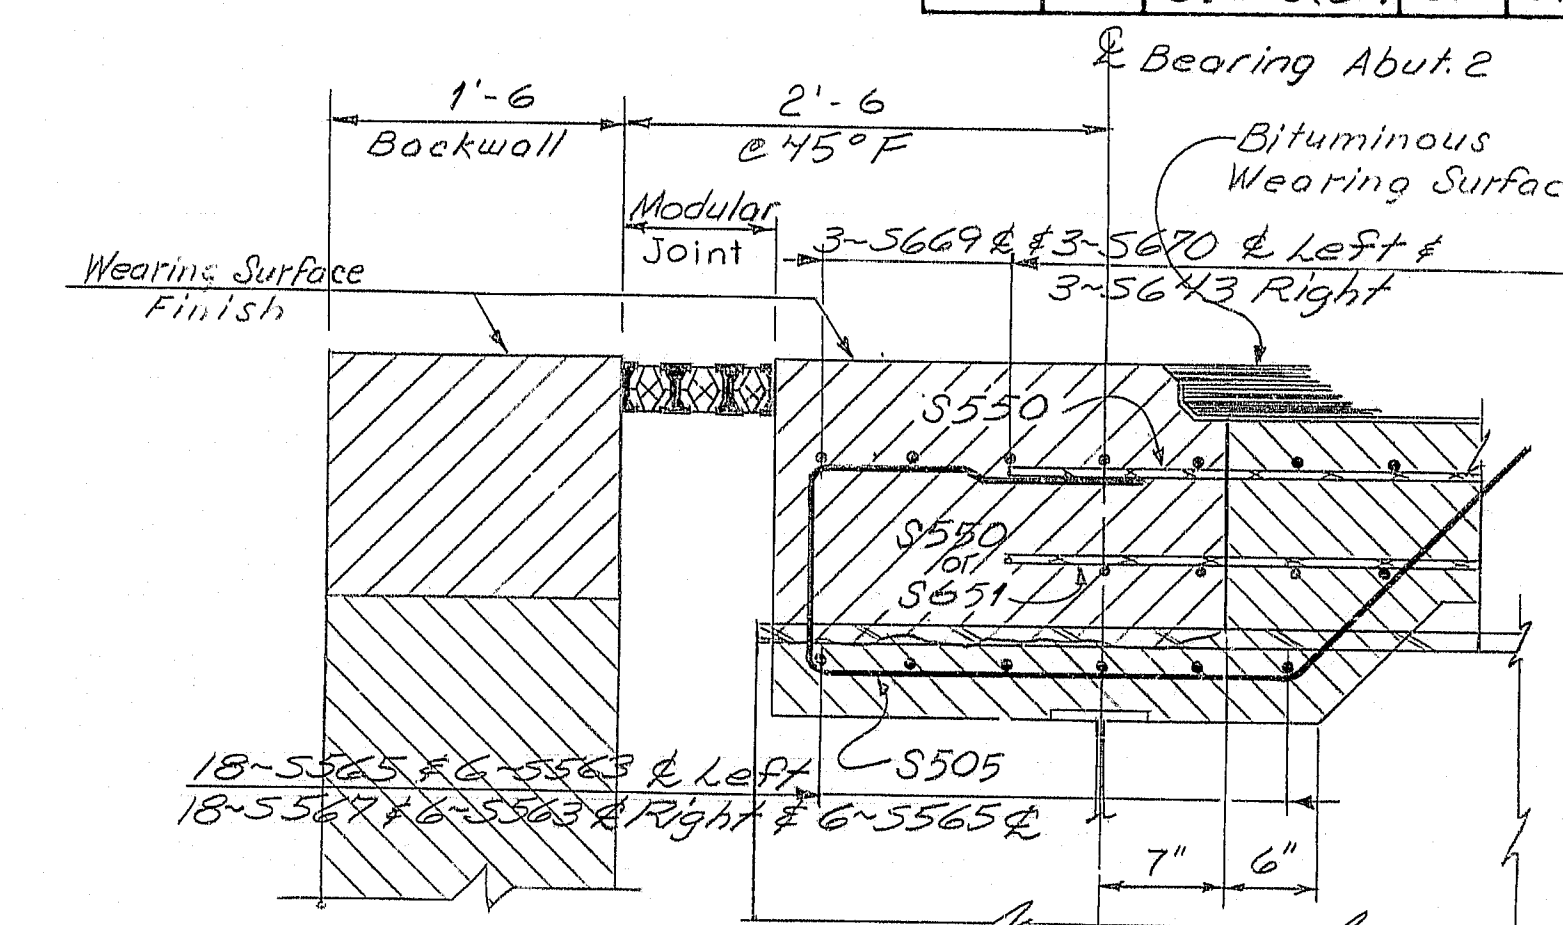 ℄ Bearing Abut. 2
1'-6
Backwall
2'-6
@ 45° F
Bituminous
Wearing Surfac
Modular
Joint
3~S669 ℄ & 3~S670 ℄ Left &
3~S643 Right
Wearing Surface
Finish
S550
S550
or
S651
S505
18~S565 & 6~S563 ℄ Left
18~S567 & 6~S563 ℄ Right & 6~S565 ℄
7"
6"